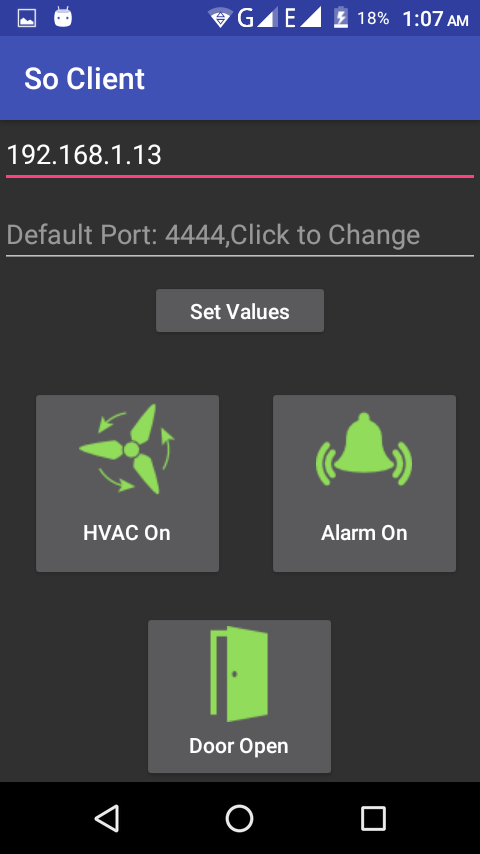 G E 18% 1:07 AM
So Client
192.168.1.13
Default Port: 4444,Click to Change
Set Values
HVAC On
Alarm On
Door Open